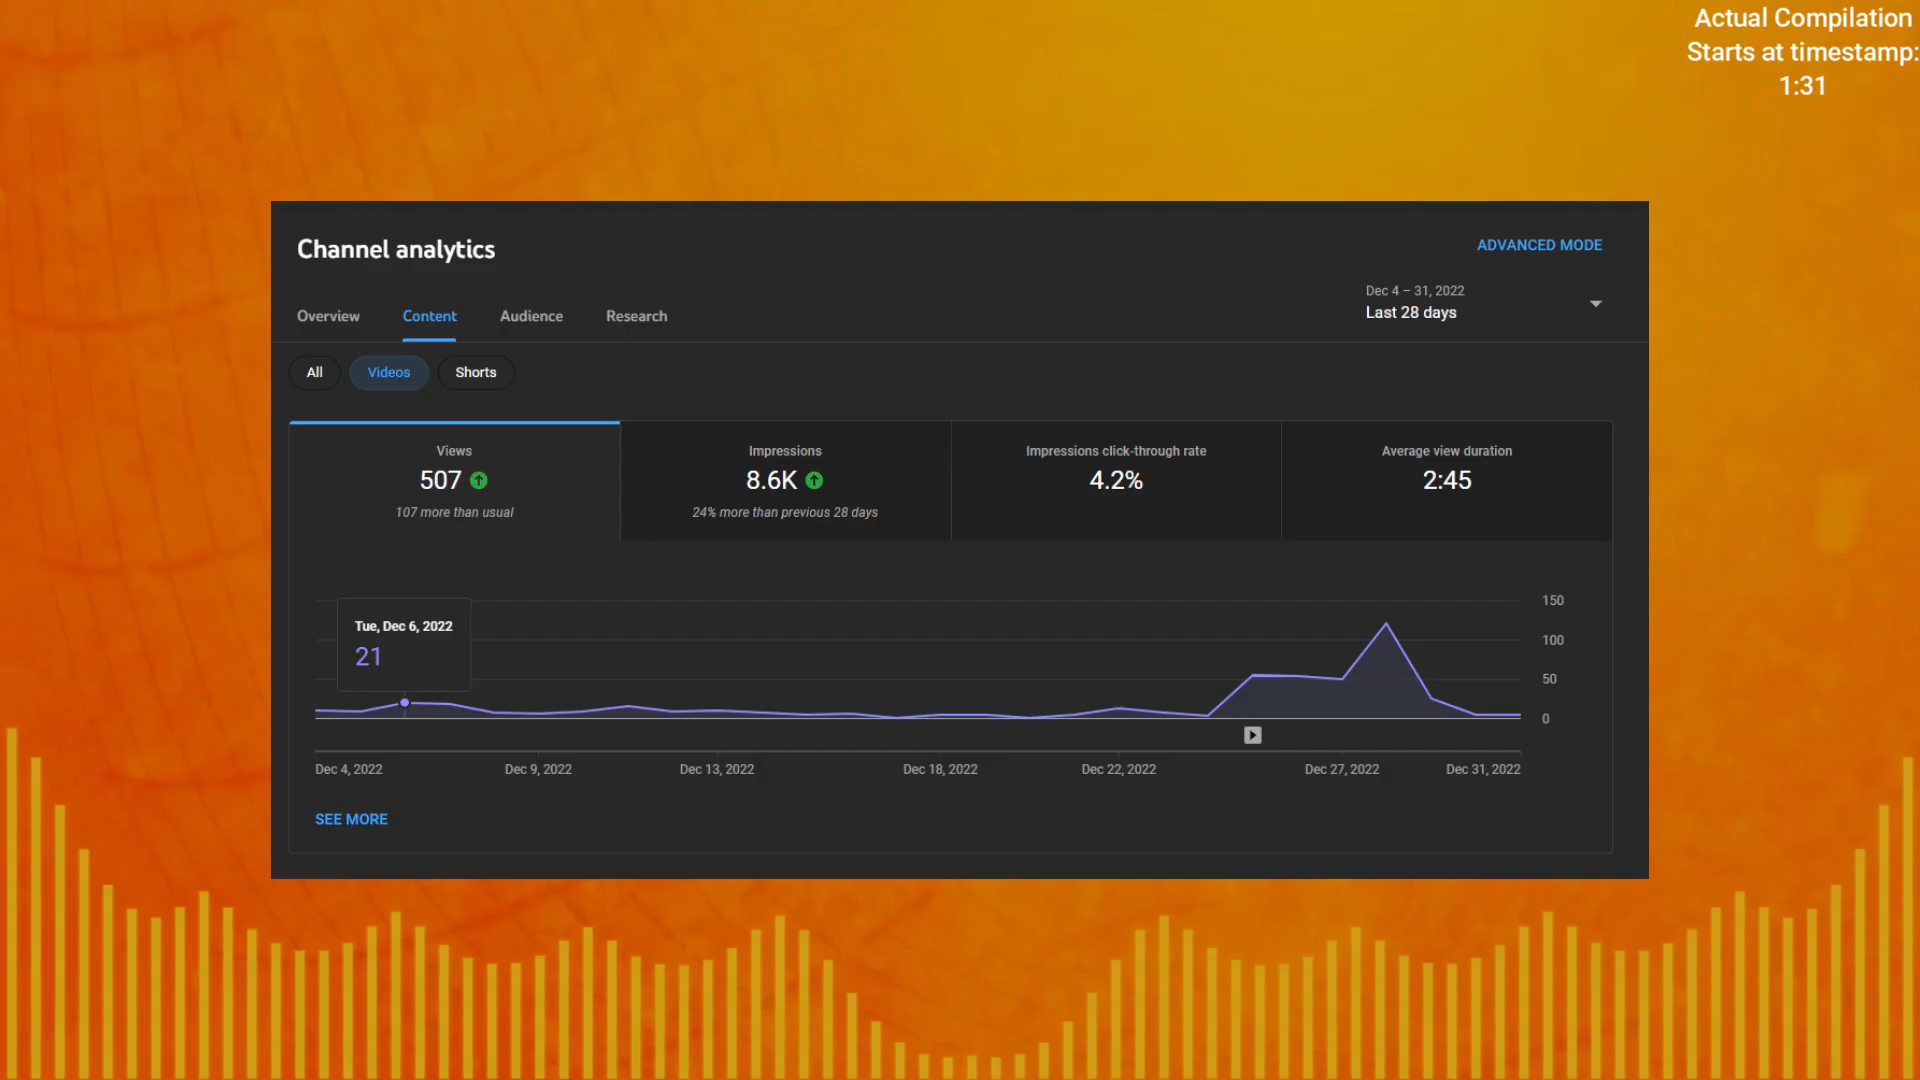 Actual Compilation
Starts at timestamp:
1:31
Channel analytics
ADVANCED MODE
Dec 4 – 31, 2022
Last 28 days
Overview Content Audience Research
All Videos Shorts
Views Impressions Impressions click-through rate Average view duration
507 8.6K 4.2% 2:45
107 more than usual 24% more than previous 28 days
150
Tue, Dec 6, 2022
100
21
50
0
Dec 4, 2022 Dec 9, 2022 Dec 13, 2022 Dec 18, 2022 Dec 22, 2022 Dec 27, 2022 Dec 31, 2022
SEE MORE